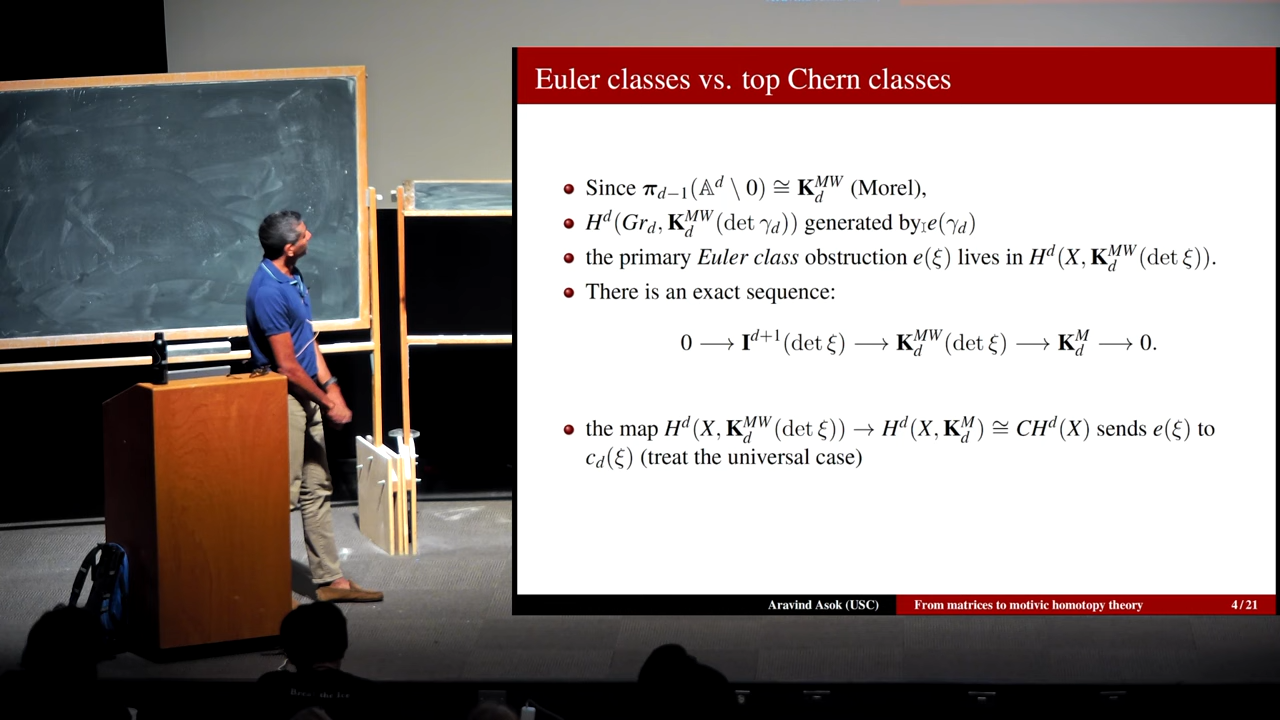 Euler classes vs. top Chern classes
Since π_{d−1}(𝔸^d \ 0) ≅ K_d^{MW} (Morel),
H^d(Gr_d, K_d^{MW}(det γ_d)) generated by e(γ_d)
the primary Euler class obstruction e(ξ) lives in H^d(X, K_d^{MW}(det ξ)).
There is an exact sequence:
0 ⟶ I^{d+1}(det ξ) ⟶ K_d^{MW}(det ξ) ⟶ K_d^M ⟶ 0.
the map H^d(X, K_d^{MW}(det ξ)) → H^d(X, K_d^M) ≅ CH^d(X) sends e(ξ) to
c_d(ξ) (treat the universal case)
Aravind Asok (USC) From matrices to motivic homotopy theory 4 / 21